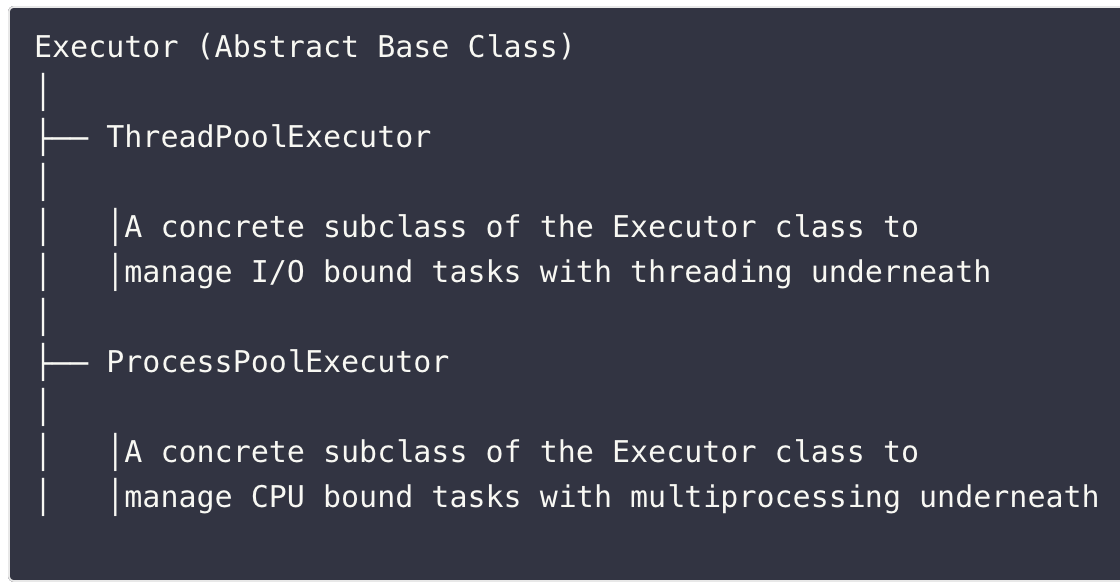 Executor (Abstract Base Class)
│
├── ThreadPoolExecutor
│
│   │A concrete subclass of the Executor class to
│   │manage I/O bound tasks with threading underneath
│
├── ProcessPoolExecutor
│
│   │A concrete subclass of the Executor class to
│   │manage CPU bound tasks with multiprocessing underneath